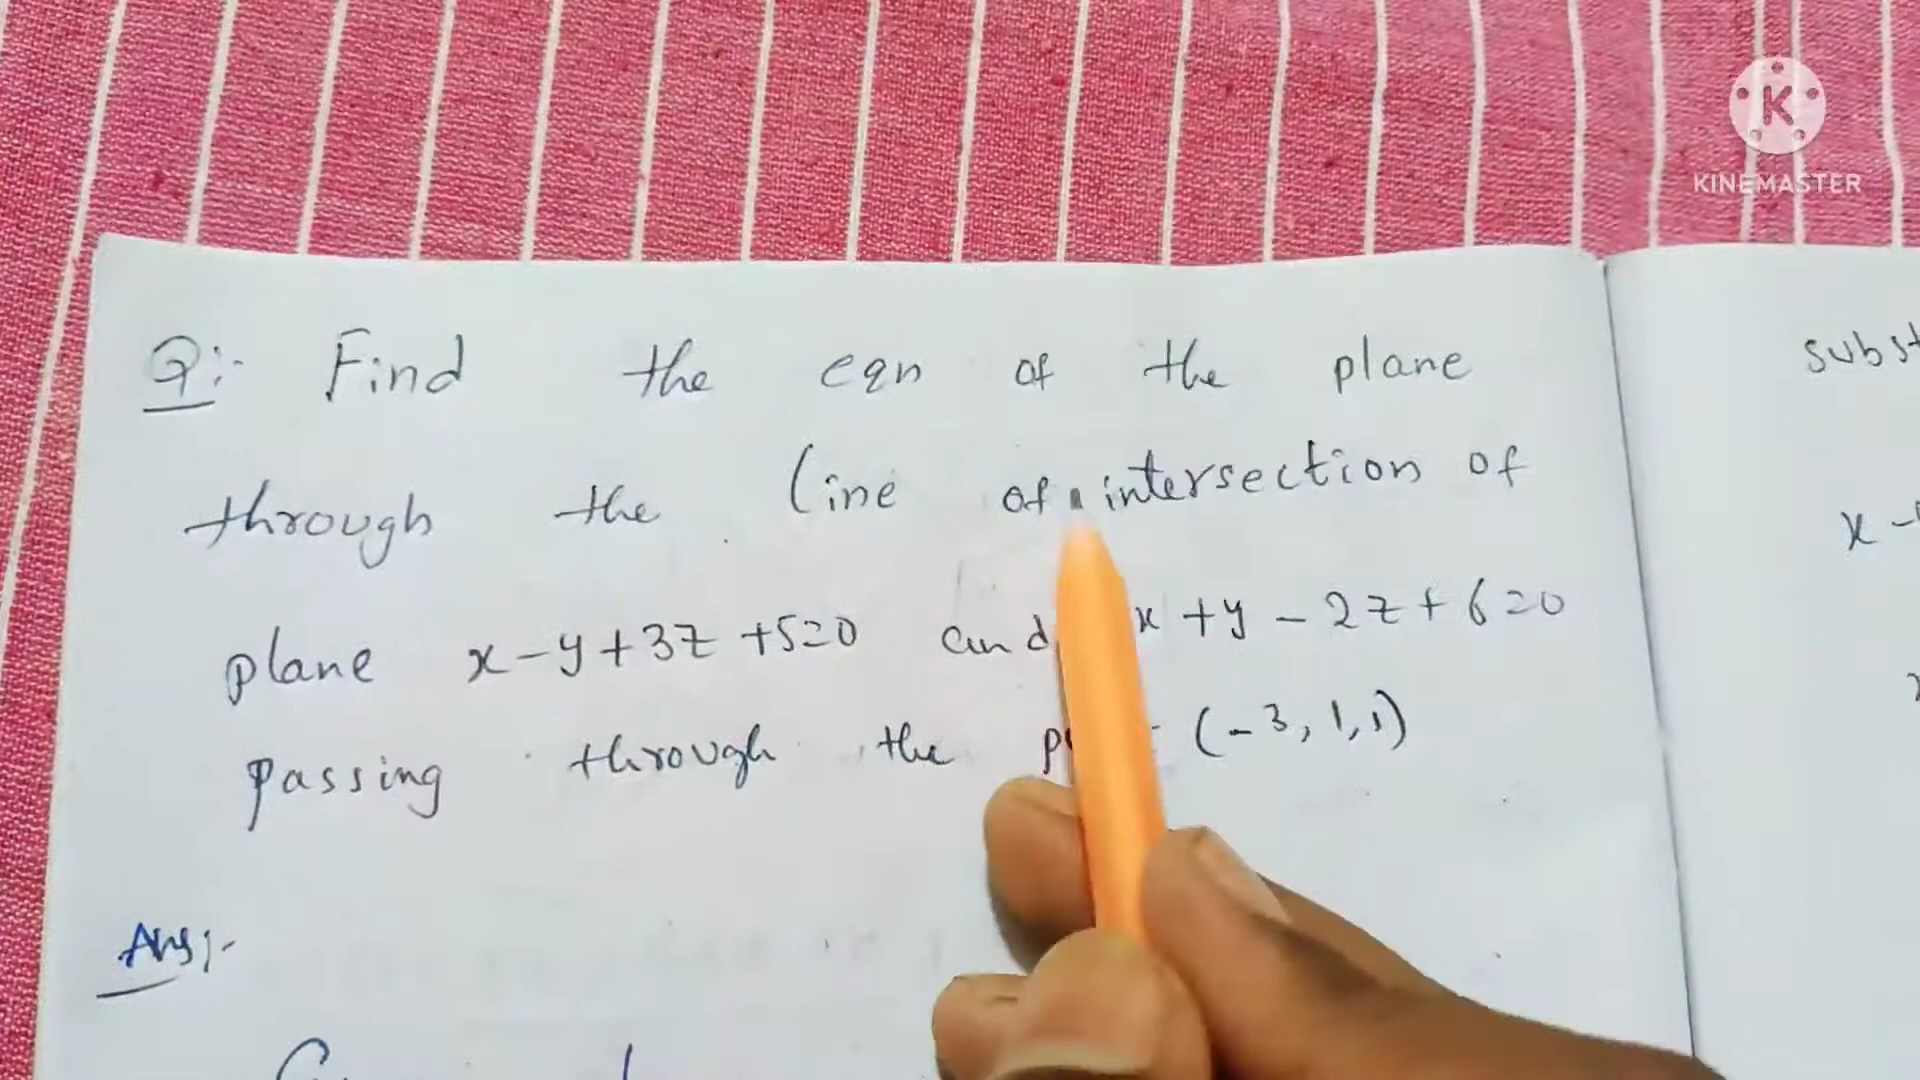 KINEMASTER
Q:- Find the eqn of the plane
through the line of intersection of
plane x-y+3z+5=0 and x+y-2z+6=0
passing through the (-3,1,1)
Ans:-
subst
x-